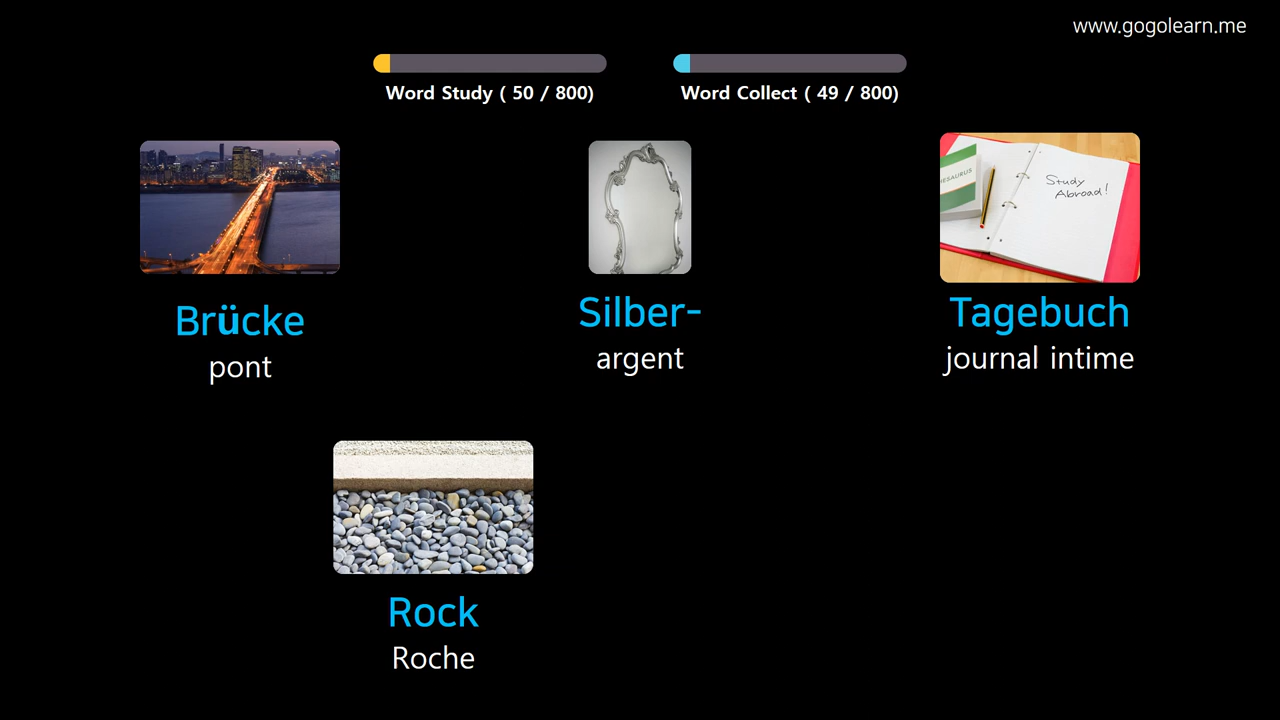 www.gogolearn.me
Word Study ( 50 / 800)
Word Collect ( 49 / 800)
THESAURUS
Study
Abroad!
Brücke
pont
Silber-
argent
Tagebuch
journal intime
Rock
Roche